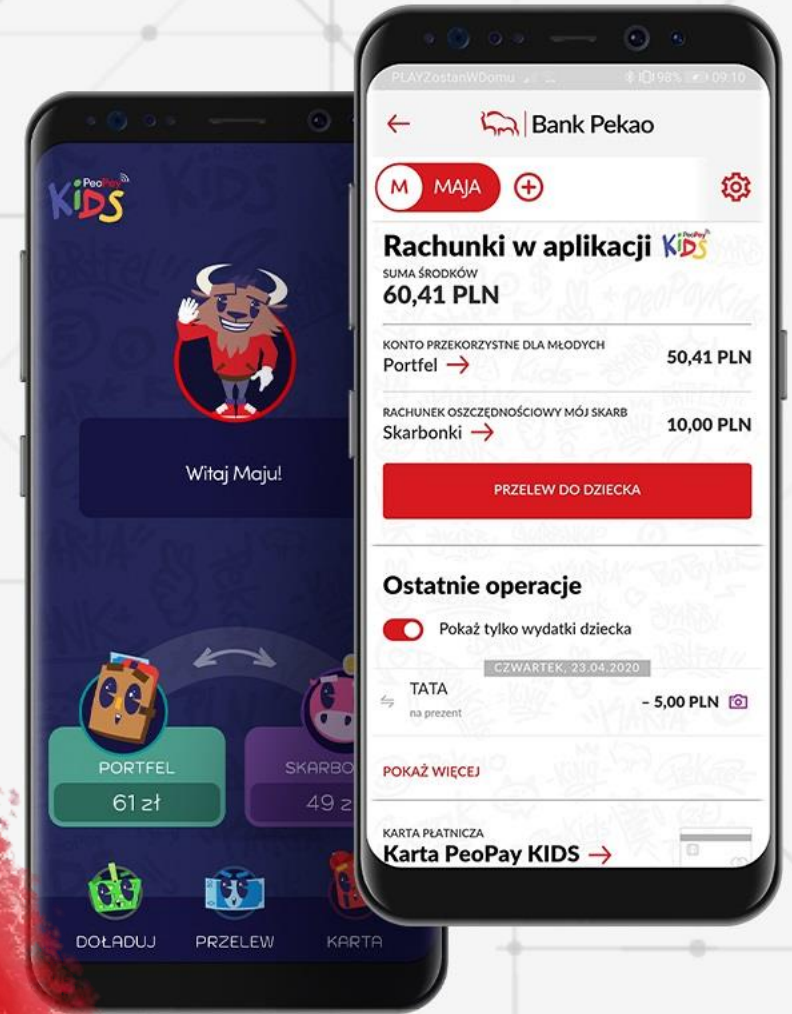 PeoPay
KiDS
Witaj Maju!
PORTFEL
61 zł
SKARBO
49 z
DOŁADUJ
PRZELEW
KARTA
PLAYZostanWDomu
98%
09:10
Bank Pekao
M MAJA
Rachunki w aplikacji PeoPay KiDS
SUMA ŚRODKÓW
60,41 PLN
KONTO PRZEKORZYSTNE DLA MŁODYCH
Portfel → 50,41 PLN
RACHUNEK OSZCZĘDNOŚCIOWY MÓJ SKARB
Skarbonki → 10,00 PLN
PRZELEW DO DZIECKA
Ostatnie operacje
Pokaż tylko wydatki dziecka
CZWARTEK, 23.04.2020
TATA
na prezent
– 5,00 PLN
POKAŻ WIĘCEJ
KARTA PŁATNICZA
Karta PeoPay KIDS →